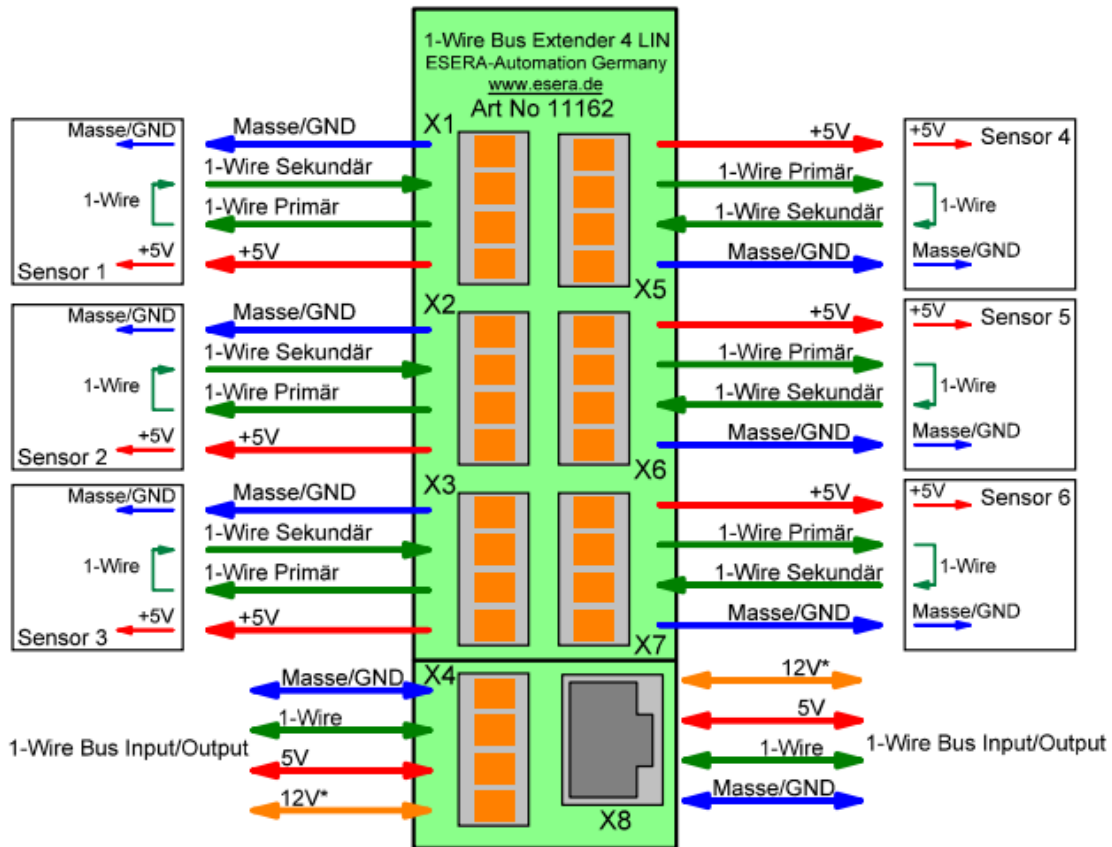 1-Wire Bus Extender 4 LIN
ESERA-Automation Germany
www.esera.de
Art No 11162
X1
Masse/GND
Masse/GND
1-Wire Sekundär
1-Wire
1-Wire Primär
+5V
+5V
Sensor 1
X2
Masse/GND
Masse/GND
1-Wire Sekundär
1-Wire
1-Wire Primär
+5V
+5V
Sensor 2
X3
Masse/GND
Masse/GND
1-Wire Sekundär
1-Wire
1-Wire Primär
+5V
+5V
Sensor 3
X4
Masse/GND
1-Wire
1-Wire Bus Input/Output
5V
12V*
+5V
+5V
Sensor 4
1-Wire Primär
1-Wire
1-Wire Sekundär
Masse/GND
Masse/GND
X5
+5V
+5V
Sensor 5
1-Wire Primär
1-Wire
1-Wire Sekundär
Masse/GND
Masse/GND
X6
+5V
+5V
Sensor 6
1-Wire Primär
1-Wire
1-Wire Sekundär
Masse/GND
Masse/GND
X7
12V*
5V
1-Wire
1-Wire Bus Input/Output
Masse/GND
X8